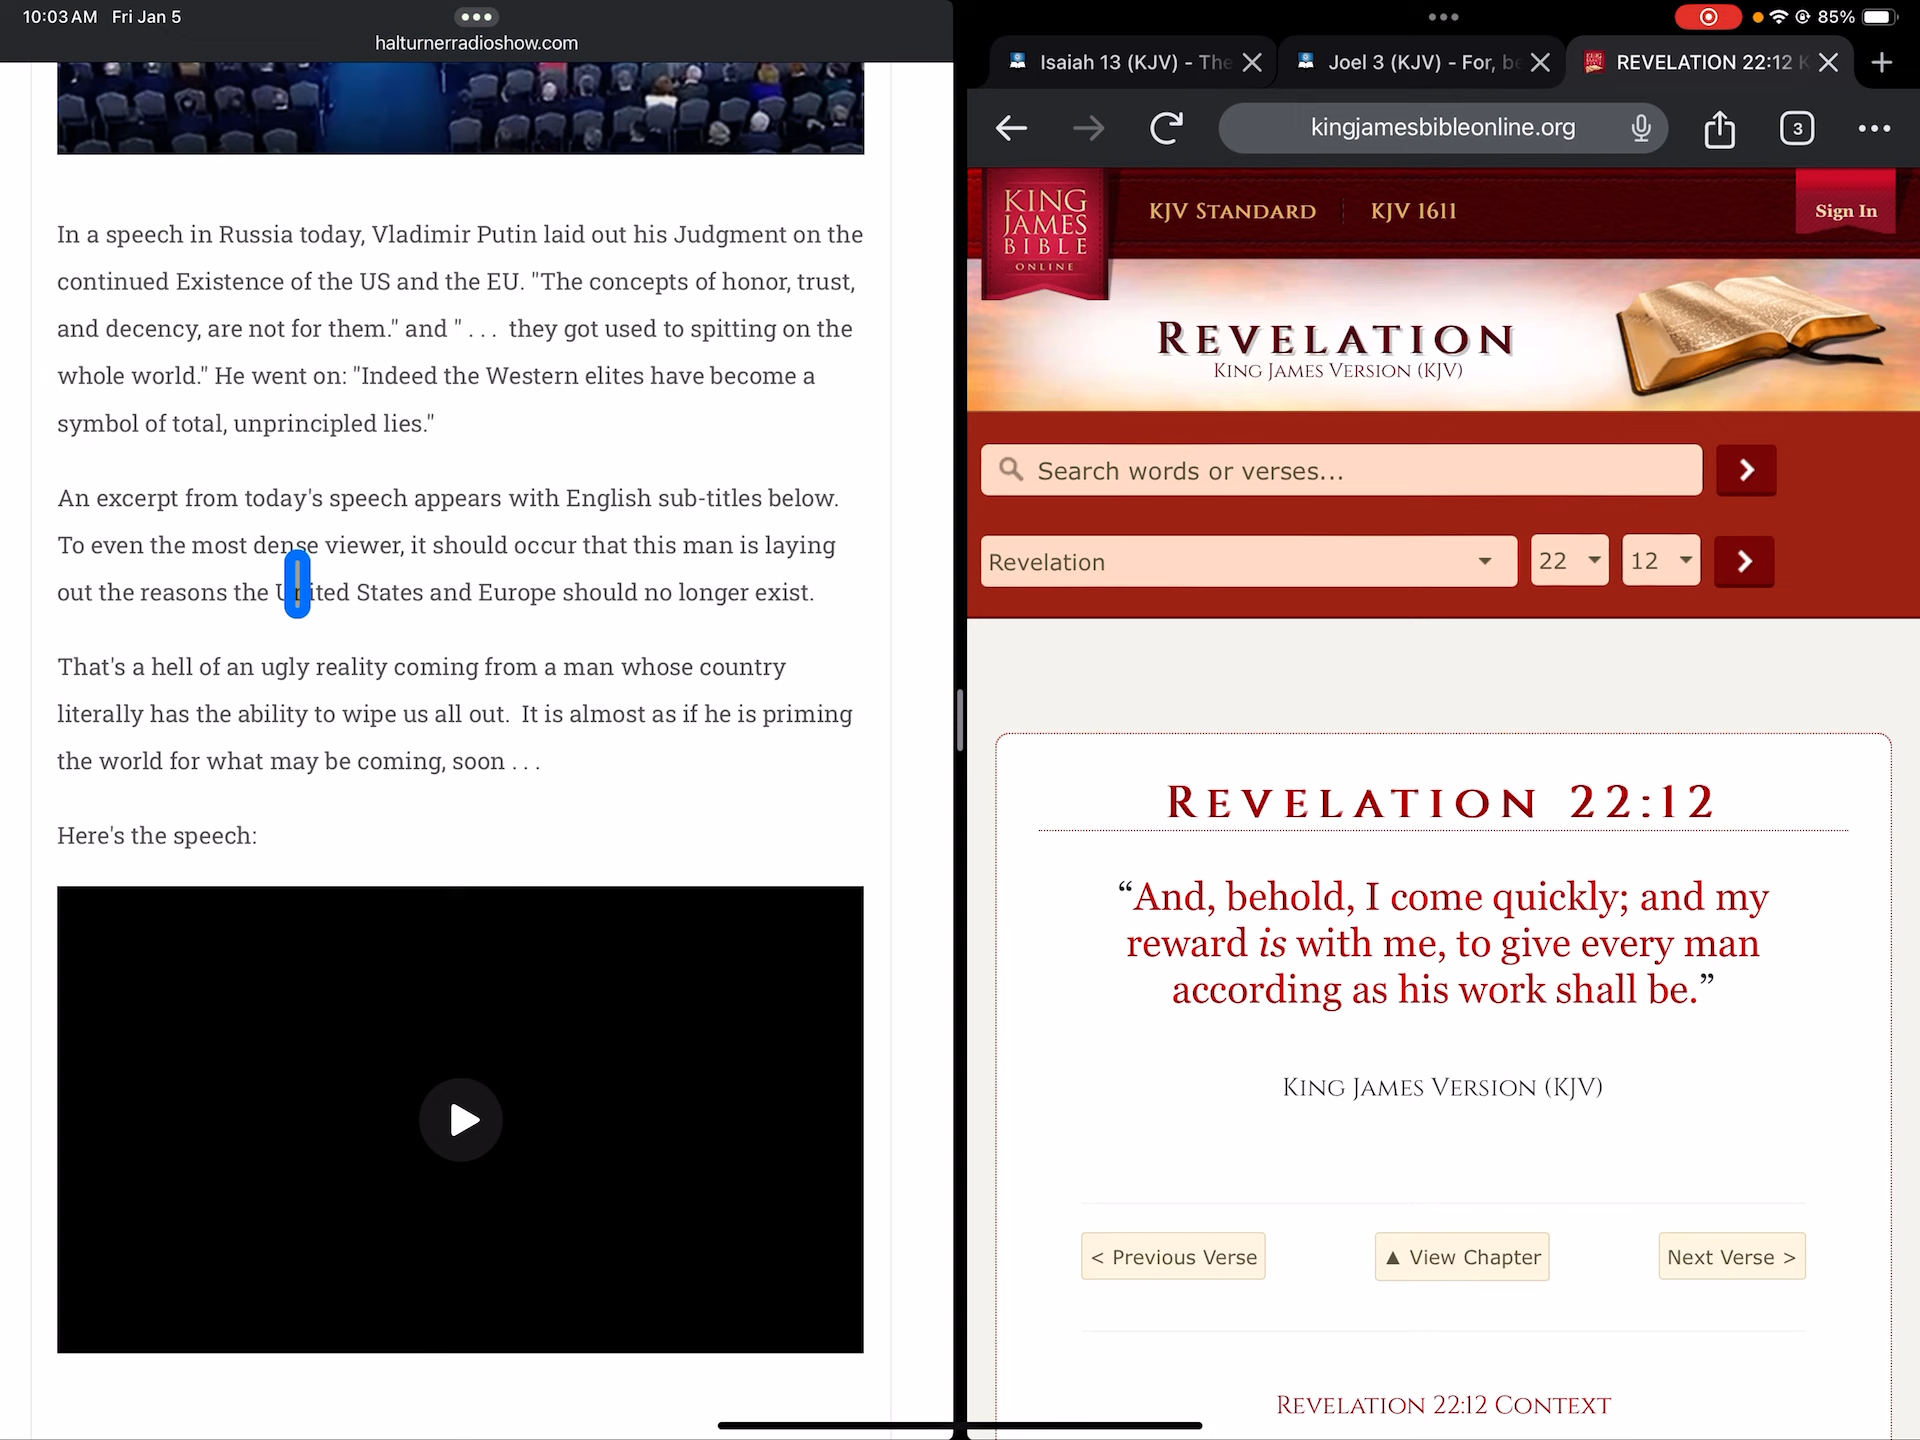 10:03 AM Fri Jan 5
halturnerradioshow.com
In a speech in Russia today, Vladimir Putin laid out his Judgment on the
continued Existence of the US and the EU. "The concepts of honor, trust,
and decency, are not for them." and " . . . they got used to spitting on the
whole world." He went on: "Indeed the Western elites have become a
symbol of total, unprincipled lies."
An excerpt from today's speech appears with English sub-titles below.
To even the most dense viewer, it should occur that this man is laying
out the reasons the United States and Europe should no longer exist.
That's a hell of an ugly reality coming from a man whose country
literally has the ability to wipe us all out. It is almost as if he is priming
the world for what may be coming, soon . . .
Here's the speech:
85%
Isaiah 13 (KJV) - The
Joel 3 (KJV) - For, be
REVELATION 22:12 K
kingjamesbibleonline.org
3
KING
JAMES
BIBLE
ONLINE
KJV STANDARD
KJV 1611
Sign In
REVELATION
KING JAMES VERSION (KJV)
Search words or verses...
Revelation
22
12
REVELATION 22:12
“And, behold, I come quickly; and my
reward is with me, to give every man
according as his work shall be.”
KING JAMES VERSION (KJV)
< Previous Verse
▲ View Chapter
Next Verse >
REVELATION 22:12 CONTEXT